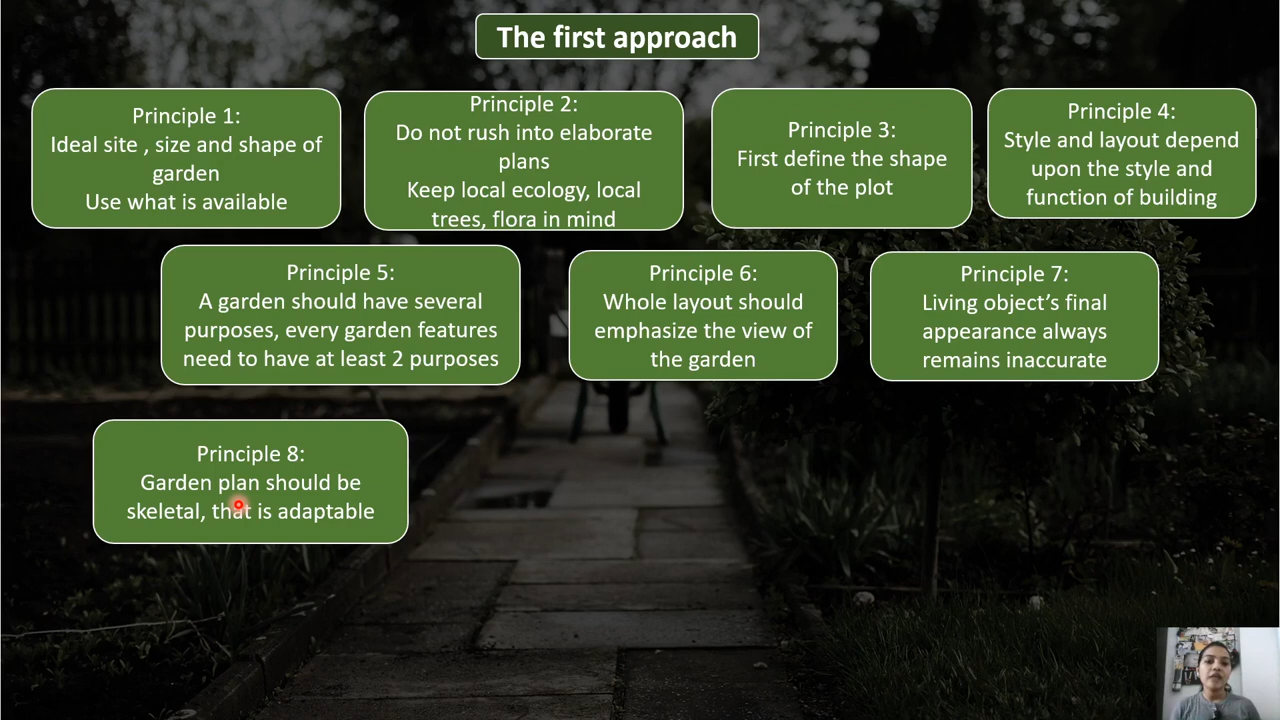 The first approach
Principle 1:
Ideal site , size and shape of
garden
Use what is available
Principle 2:
Do not rush into elaborate
plans
Keep local ecology, local
trees, flora in mind
Principle 3:
First define the shape
of the plot
Principle 4:
Style and layout depend
upon the style and
function of building
Principle 5:
A garden should have several
purposes, every garden features
need to have at least 2 purposes
Principle 6:
Whole layout should
emphasize the view of
the garden
Principle 7:
Living object’s final
appearance always
remains inaccurate
Principle 8:
Garden plan should be
skeletal, that is adaptable